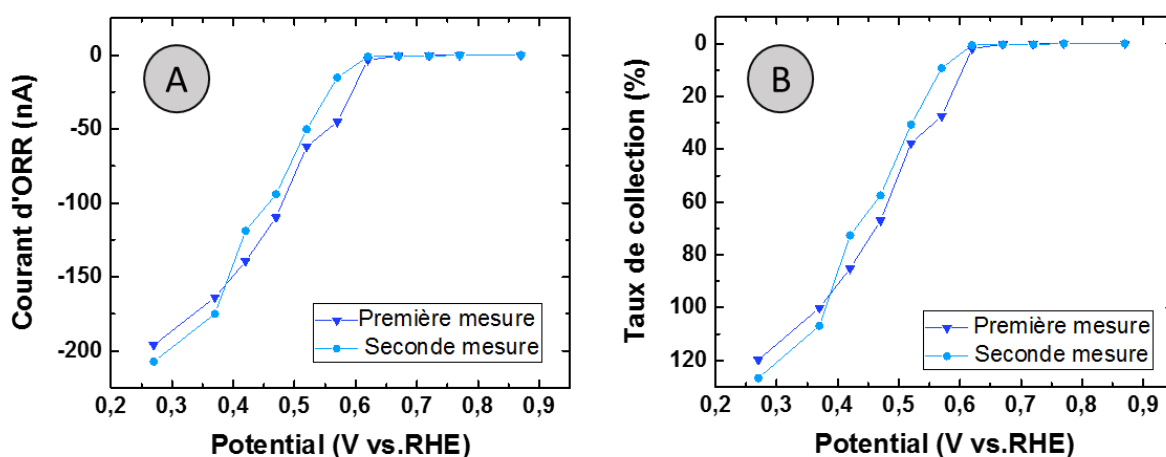 A
Courant d'ORR (nA)
0
-50
-100
-150
-200
0,2 0,3 0,4 0,5 0,6 0,7 0,8 0,9
Potential (V vs.RHE)
Première mesure
Seconde mesure
B
Taux de collection (%)
0
20
40
60
80
100
120
0,2 0,3 0,4 0,5 0,6 0,7 0,8 0,9
Potential (V vs.RHE)
Première mesure
Seconde mesure